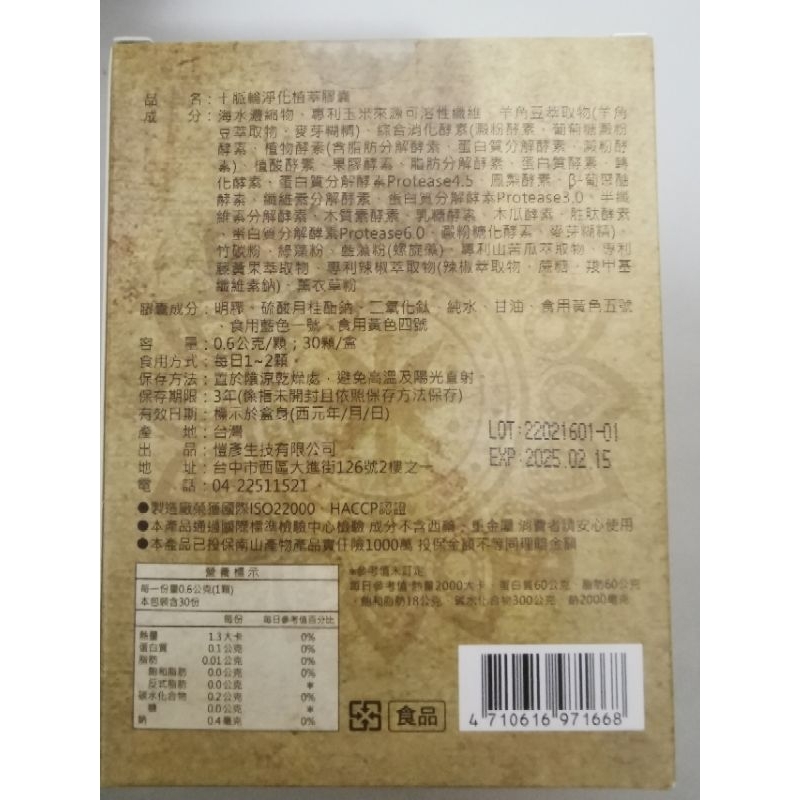 品　名：七脈輪淨化植萃膠囊
成　分：海水濃縮物、專利玉米來源可溶性纖維、羊角豆萃取物(羊角
豆萃取物、麥芽糊精)、綜合消化酵素(澱粉酵素、葡萄糖澱粉
酵素、植物酵素(含脂肪分解酵素、蛋白質分解酵素、澱粉酵
素)、植酸酵素、果膠酵素、脂肪分解酵素、蛋白質酵素、轉
化酵素、蛋白質分解酵素Protease4.5、鳳梨酵素、β-葡聚醣
酵素、纖維素分解酵素、蛋白質分解酵素Protease3.0、半纖
維素分解酵素、木質素酵素、乳糖酵素、木瓜酵素、胜肽酵素
、蛋白質分解酵素Protease6.0、澱粉糖化酵素、麥芽糊精)、
竹碳粉、綠藻粉、藍藻粉(螺旋藻)、專利山苦瓜萃取物、專利
藤黃果萃取物、專利辣椒萃取物(辣椒萃取物、蔗糖、羧甲基
纖維素鈉)、薰衣草粉
膠囊成分：明膠、硫酸月桂酯鈉、二氧化鈦、純水、甘油、食用黃色五號
、食用藍色一號、食用黃色四號
容　量：0.6公克/顆；30顆/盒
食用方式：每日1~2顆。
保存方法：置於陰涼乾燥處，避免高溫及陽光直射。
保存期限：3年(係指未開封且依照保存方法保存)
有效日期：標示於盒身(西元年/月/日)
產　地：台灣
LOT:22021601-01
出　品：愷彥生技有限公司
EXP 2025.02.15
地　址：台中市西區大進街126號2樓之一
電　話：04-22511521
●製造廠榮獲國際ISO22000、HACCP認證
●本產品通過國際標準檢驗中心檢驗 成分不含西藥、重金屬 消費者請安心使用
●本產品已投保南山產物產品責任險1000萬 投保金額不等同理賠金額
營養標示
每一份量0.6公克(1顆)
本包裝含30份
每份　每日參考值百分比
熱量　1.3大卡　0%
蛋白質　0.1公克　0%
脂肪　0.01公克　0%
飽和脂肪　0.0公克　0%
反式脂肪　0.0公克　*
碳水化合物　0.2公克　0%
糖　0.0公克　*
鈉　0.4毫克　0%
*參考值未訂定
每日參考值:熱量2000大卡、蛋白質60公克、脂肪60公克
、飽和脂肪18公克、碳水化合物300公克、鈉2000毫克
食品
4 710616 971668